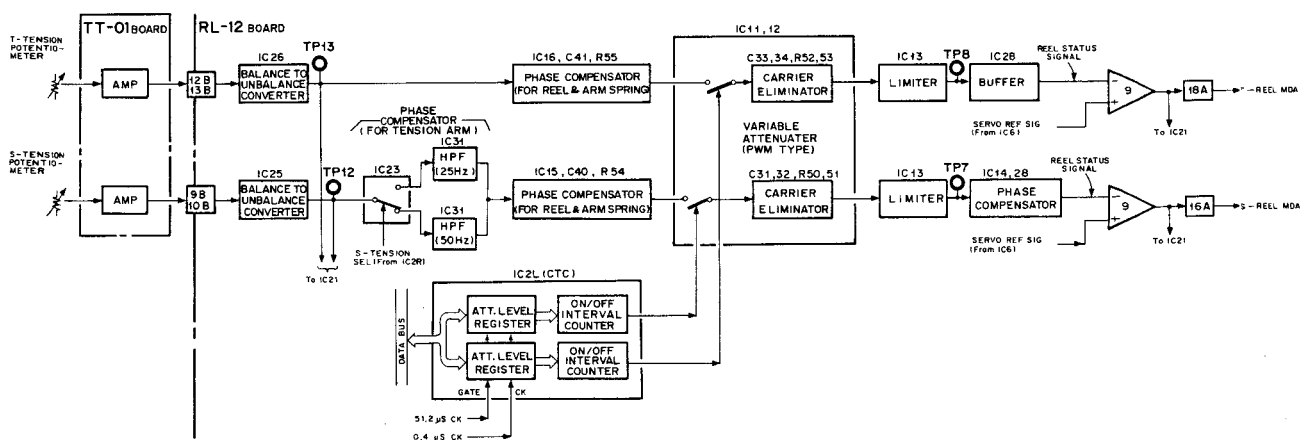 TT-01 BOARD
RL-12 BOARD
T-TENSION
POTENTIO-
METER
AMP
12B
13B
IC26
BALANCE TO
UNBALANCE
CONVERTER
TP13
IC16, C41, R55
PHASE COMPENSATOR
(FOR REEL & ARM SPRING)
IC11, 12
C33, 34, R52, 53
CARRIER
ELIMINATOR
IC13
LIMITER
TP8
IC28
BUFFER
REEL STATUS
SIGNAL
SERVO REF SIG
(From IC6)
−
+
9
To IC21
18A
T-REEL MDA
PHASE
COMPENSATOR
(FOR TENSION ARM)
VARIABLE
ATTENUATER
(PWM TYPE)
S-TENSION
POTENTIO-
METER
AMP
9B
10B
IC25
BALANCE TO
UNBALANCE
CONVERTER
TP12
IC23
IC31
HPF
(25Hz)
IC31
HPF
(50Hz)
S-TENSION
SEL(From IC2R)
To IC21
IC15, C40, R54
PHASE COMPENSATOR
(FOR REEL & ARM SPRING)
C31, 32, R50, 51
CARRIER
ELIMINATOR
IC13
LIMITER
TP7
IC14, 28
PHASE
COMPENSATOR
REEL STATUS
SIGNAL
SERVO REF SIG
(From IC6)
−
+
9
To IC21
16A
S-REEL MDA
IC2L (CTC)
DATA BUS
ATT. LEVEL
REGISTER
ON/OFF
INTERVAL
COUNTER
ATT. LEVEL
REGISTER
ON/OFF
INTERVAL
COUNTER
GATE
CK
51.2 µS CK
0.4 µS CK